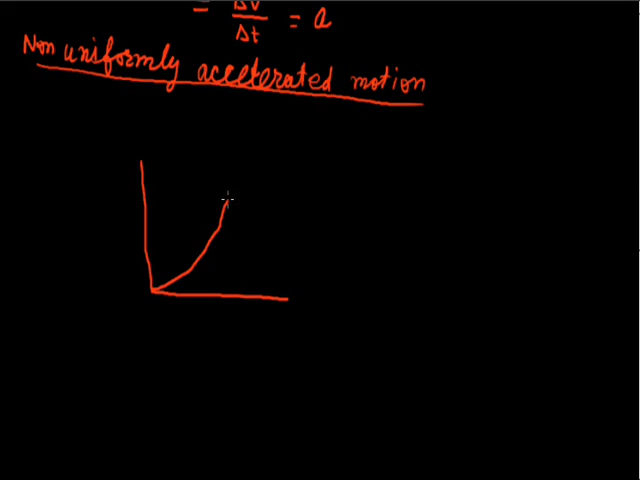 = Δv/Δt = a
Non uniformly accelerated motion